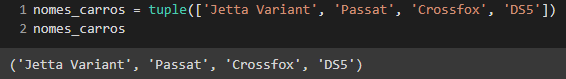 1 nomes_carros = tuple(['Jetta Variant', 'Passat', 'Crossfox', 'DS5'])
2 nomes_carros
('Jetta Variant', 'Passat', 'Crossfox', 'DS5')